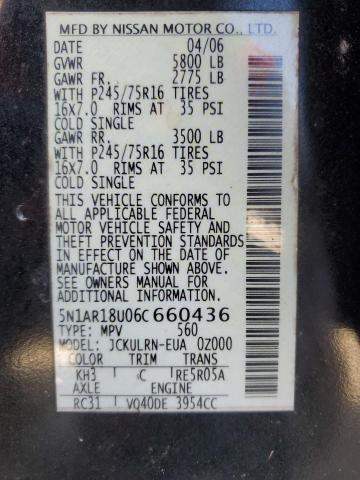 MFD BY NISSAN MOTOR CO., LTD.
DATE 04/06
GVWR 5800 LB
GAWR FR. 2775 LB
WITH P245/75R16 TIRES
16x7.0 RIMS AT 35 PSI
COLD SINGLE
GAWR RR. 3500 LB
WITH P245/75R16 TIRES
16x7.0 RIMS AT 35 PSI
COLD SINGLE
THIS VEHICLE CONFORMS TO
ALL APPLICABLE FEDERAL
MOTOR VEHICLE SAFETY AND
THEFT PREVENTION STANDARDS
IN EFFECT ON THE DATE OF
MANUFACTURE SHOWN ABOVE.
SEE OWNERS MANUAL FOR
ADDITIONAL INFORMATION.
5N1AR18U06C660436
TYPE: MPV 560
MODEL: JCKULRN-EUA 0Z000
COLOR TRIM TRANS
KH3 C RE5R05A
AXLE ENGINE
RC31 VQ40DE 3954CC